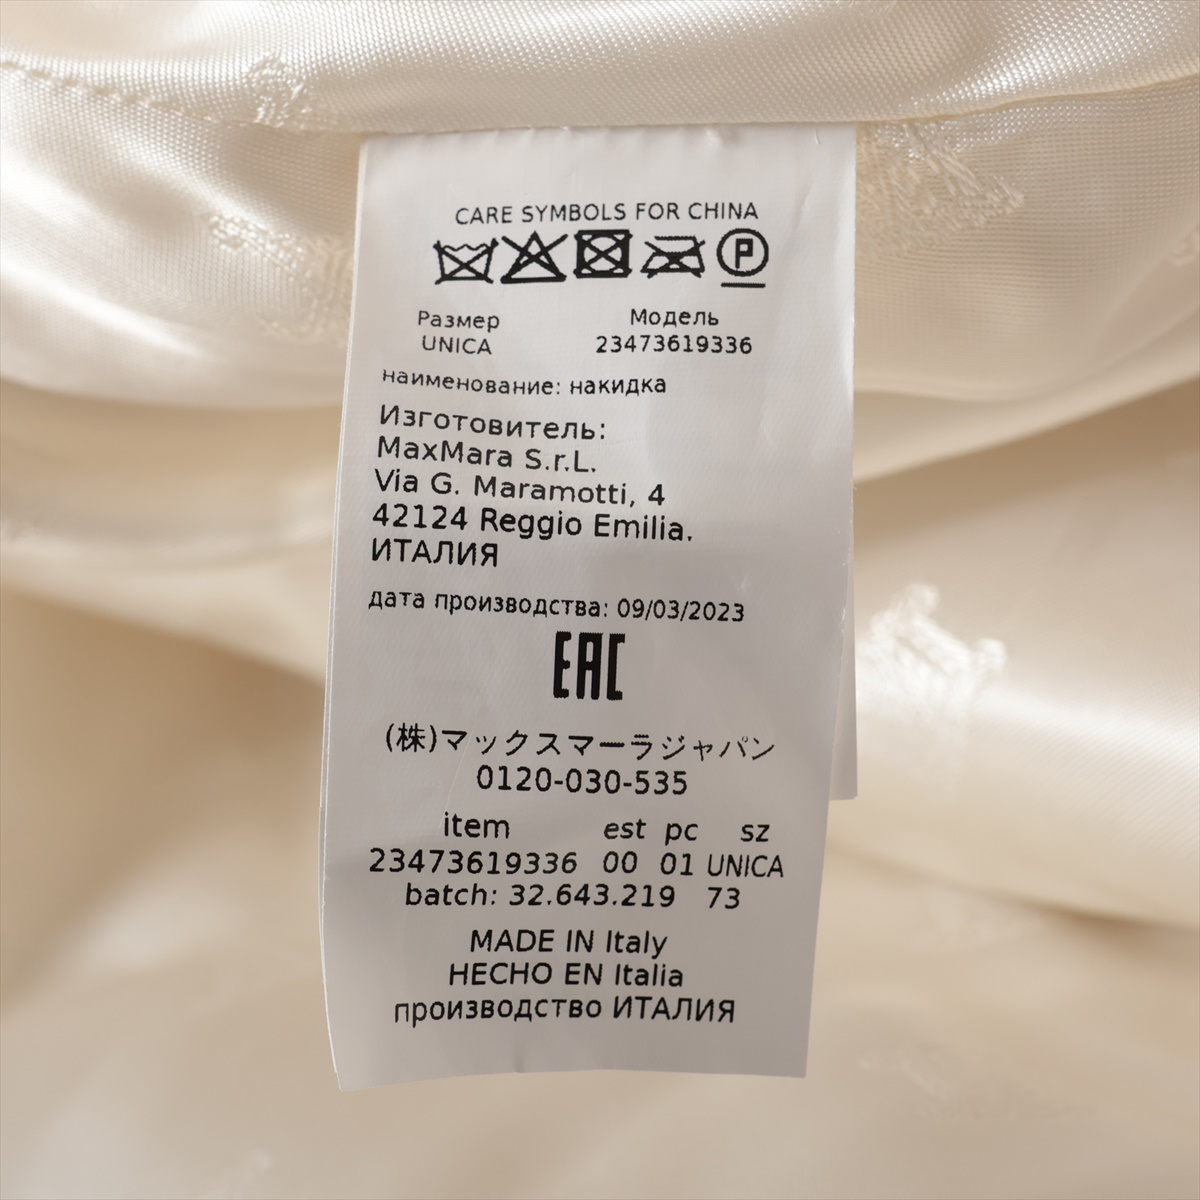 CARE SYMBOLS FOR CHINA
P
Размер Модель
UNICA 23473619336
наименование: накидка
Изготовитель:
MaxMara S.r.L.
Via G. Maramotti, 4
42124 Reggio Emilia.
ИТАЛИЯ
дата производства: 09/03/2023
EAC
(株)マックスマーラジャパン
0120-030-535
item est pc sz
23473619336 00 01 UNICA
batch: 32.643.219 73
MADE IN Italy
HECHO EN Italia
производство ИТАЛИЯ